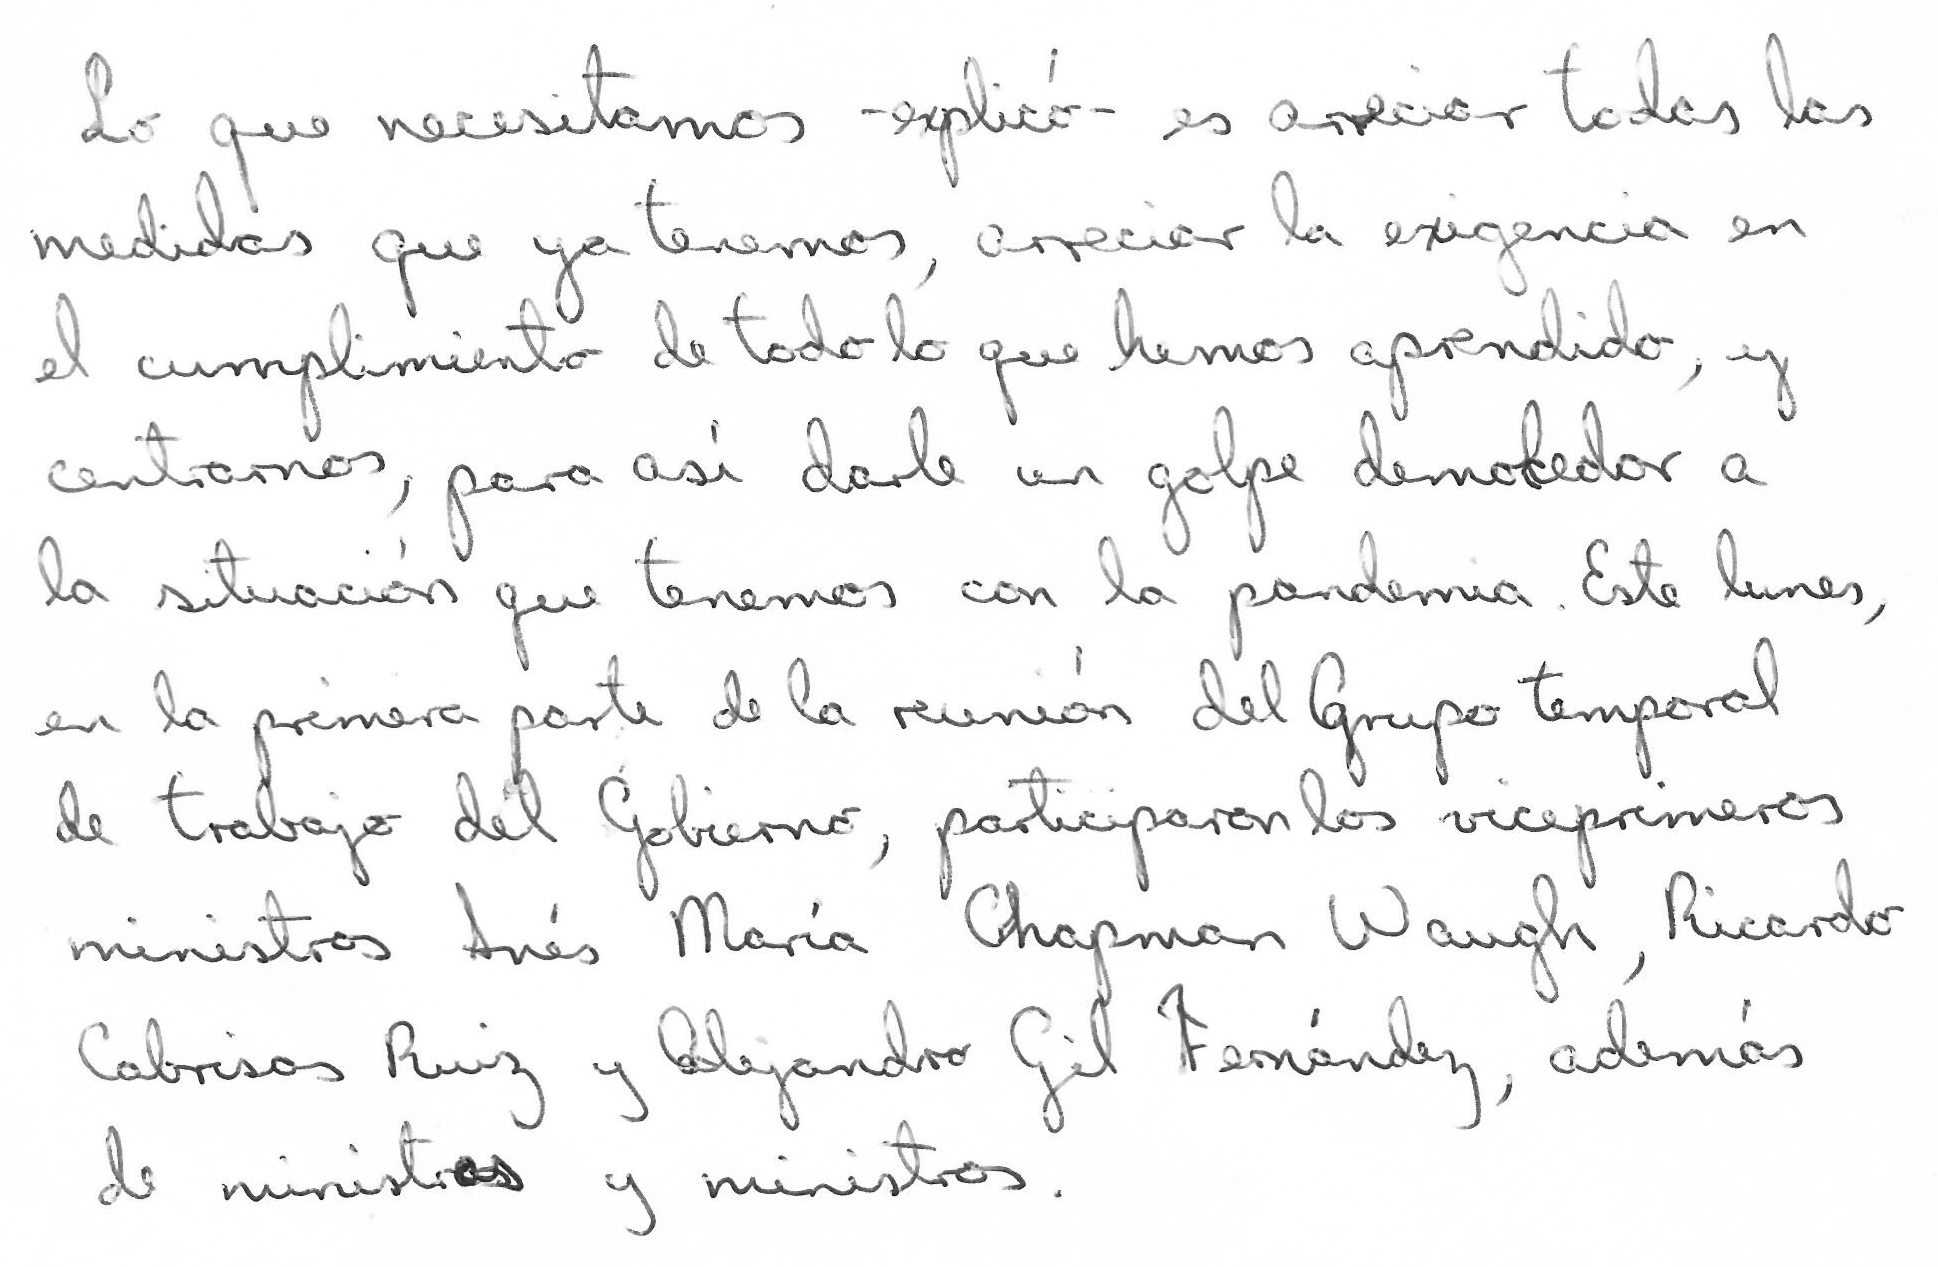 Lo que necesitamos -explicó- es arreciar todas las
medidas que ya tenemos, arreciar la exigencia en
el cumplimiento de todo lo que hemos aprendido, y
centrarnos, para así darle un golpe demoledor a
la situación que tenemos con la pandemia. Este lunes,
en la primera parte de la reunión del Grupo temporal
de trabajo del Gobierno, participaron los viceprimeros
ministros Inés María Chapman Waugh, Ricardo
Cabrisas Ruiz y Alejandro Gil Fernández, además
de ministras y ministros.